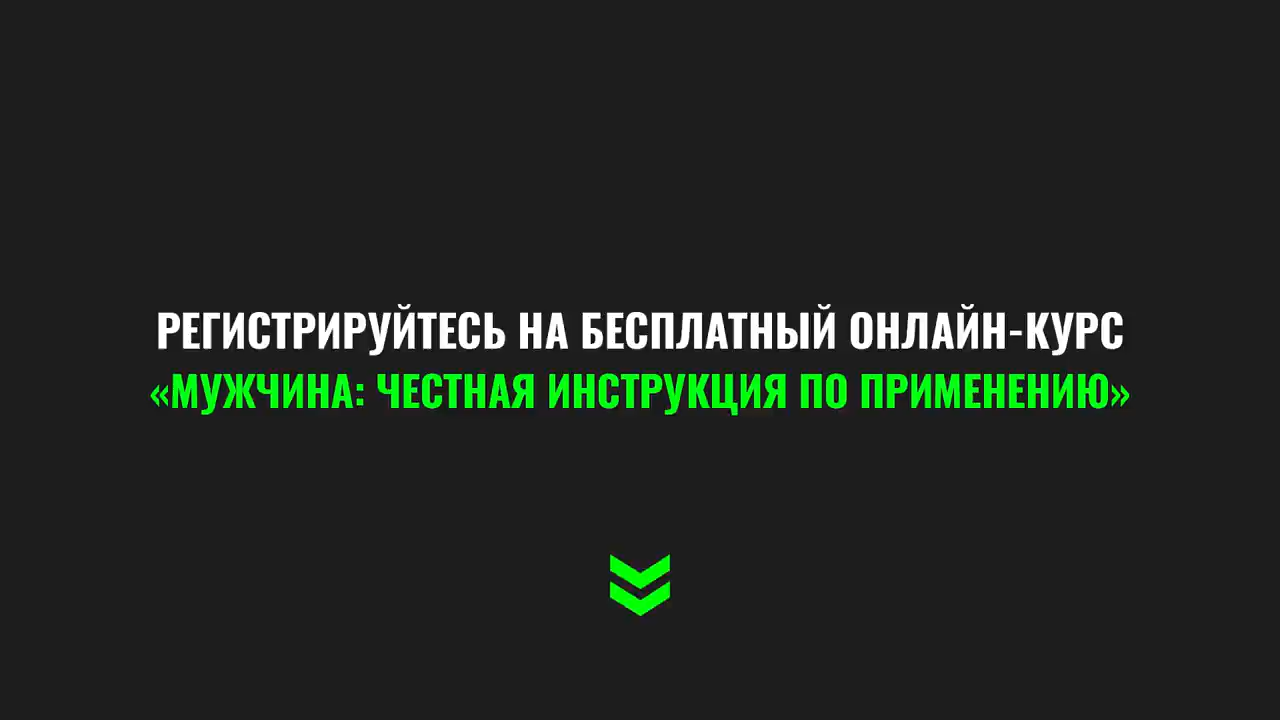 РЕГИСТРИРУЙТЕСЬ НА БЕСПЛАТНЫЙ ОНЛАЙН-КУРС
«МУЖЧИНА: ЧЕСТНАЯ ИНСТРУКЦИЯ ПО ПРИМЕНЕНИЮ»